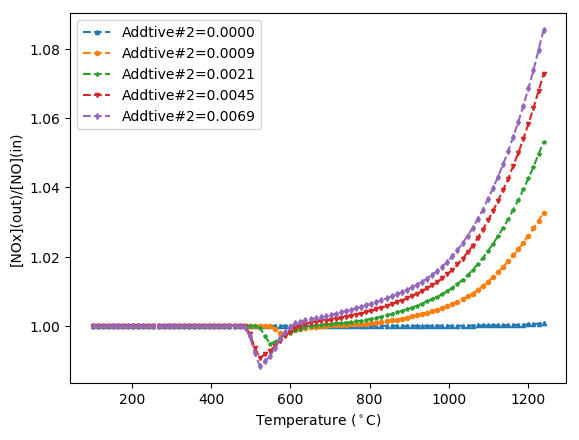 Addtive#2=0.0000
Addtive#2=0.0009
Addtive#2=0.0021
Addtive#2=0.0045
Addtive#2=0.0069
1.08
1.06
1.04
1.02
1.00
[NOx](out)/[NO](in)
200 400 600 800 1000 1200
Temperature (°C)